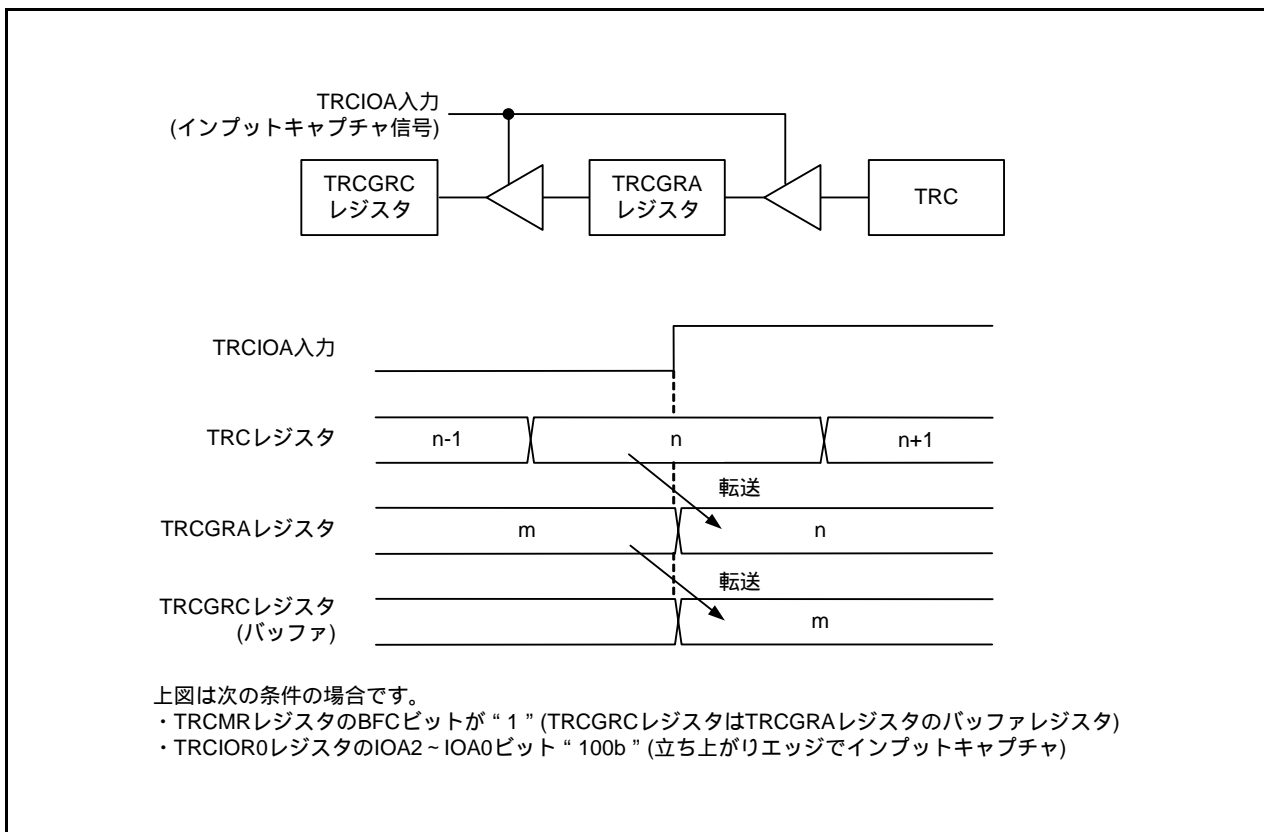 TRCIOA入力
(インプットキャプチャ信号)
TRCGRC
レジスタ
TRCGRA
レジスタ
TRC
TRCIOA入力
TRCレジスタ
n-1
n
n+1
転送
TRCGRAレジスタ
m
n
転送
TRCGRCレジスタ
(バッファ)
m
上図は次の条件の場合です。
・TRCMRレジスタのBFCビットが“1”(TRCGRCレジスタはTRCGRAレジスタのバッファレジスタ)
・TRCIOR0レジスタのIOA2~IOA0ビット“100b”(立ち上がりエッジでインプットキャプチャ)